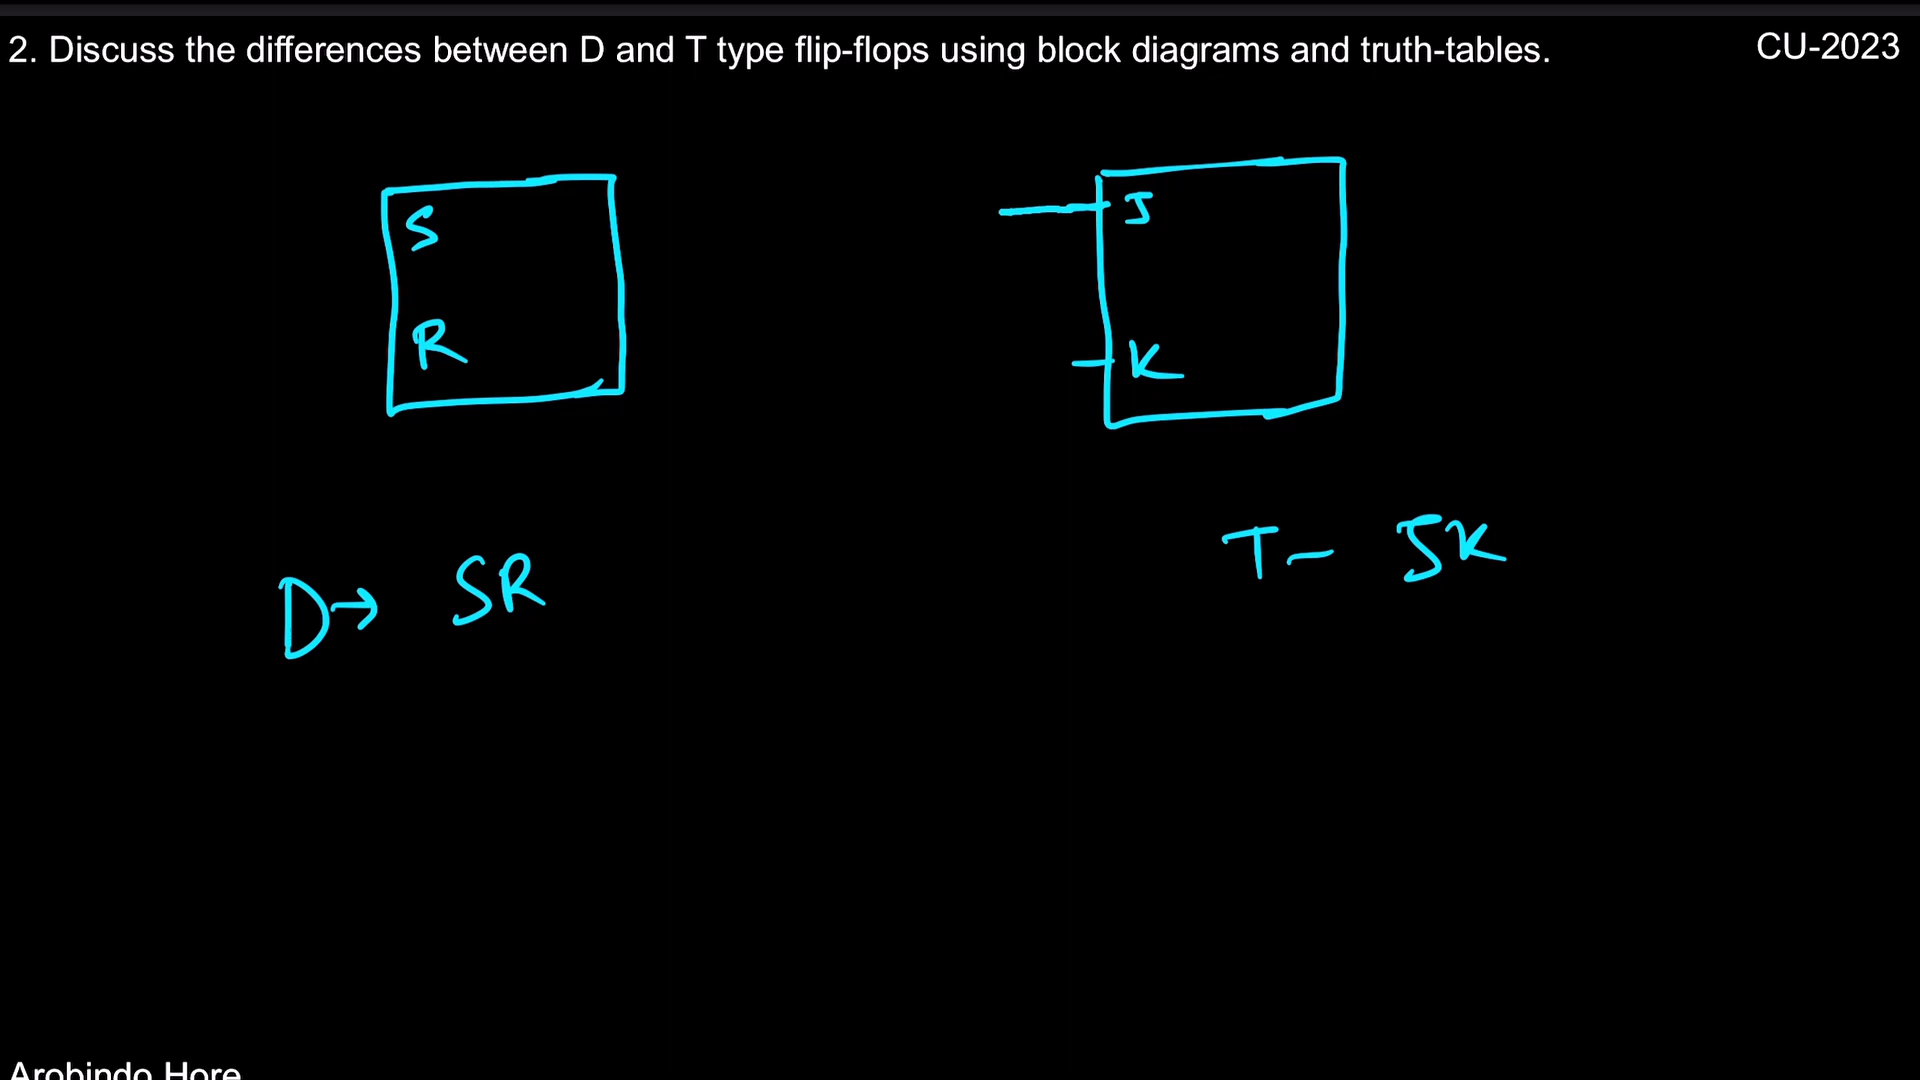 2. Discuss the differences between D and T type flip-flops using block diagrams and truth-tables. CU-2023
S
R
J
K
D→ SR
T– JK
Arobindo Hore